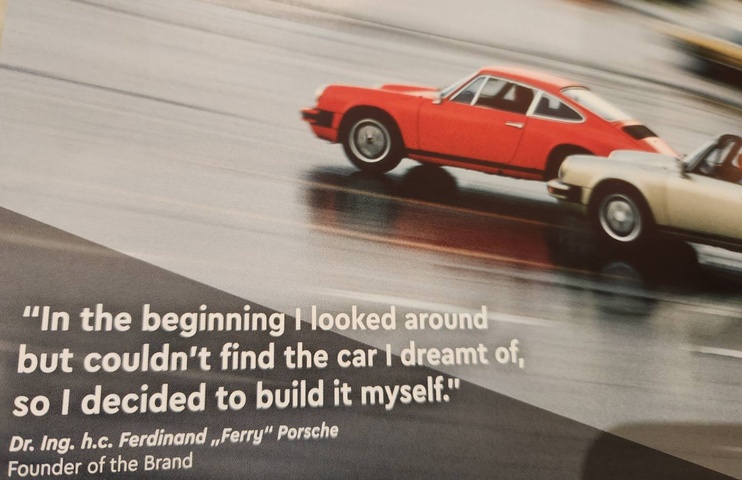 “In the beginning I looked around
but couldn't find the car I dreamt of,
so I decided to build it myself."
Dr. Ing. h.c. Ferdinand „Ferry“ Porsche
Founder of the Brand